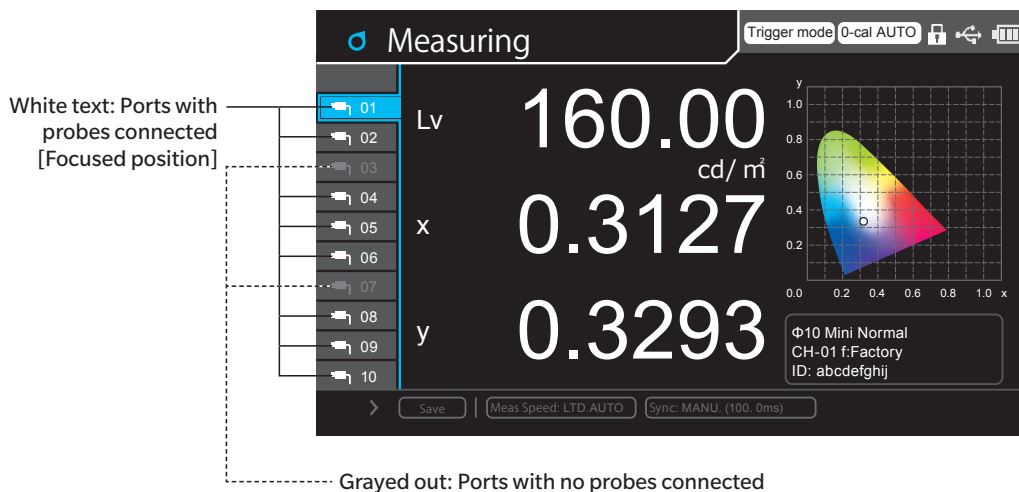 Measuring
Trigger mode
0-cal AUTO
White text: Ports with
probes connected
[Focused position]
01
02
03
04
05
06
07
08
09
10
Lv
160.00
cd/㎡
x
0.3127
y
0.3293
y
1.0
0.8
0.6
0.4
0.2
0.0 0.2 0.4 0.6 0.8 1.0 x
Φ10 Mini Normal
CH-01 f:Factory
ID: abcdefghij
> Save | Meas Speed: LTD.AUTO Sync: MANU. (100. 0ms)
Grayed out: Ports with no probes connected